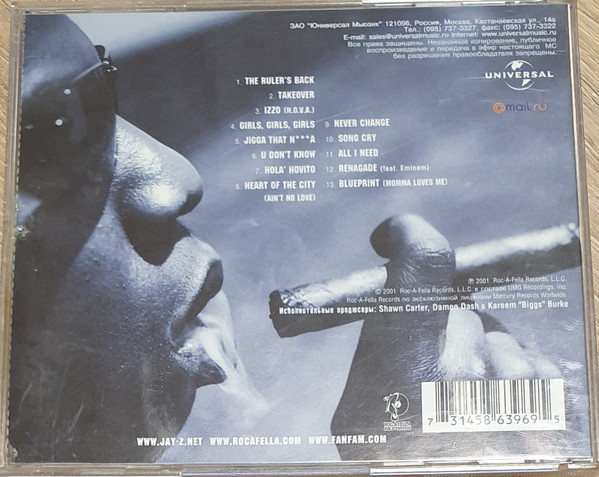 ЗАО "Юниверсал Мьюзик" 121096, Россия, Москва, Кастанаевская ул., 14а
Тел.: (095) 737-3327, факс: (095) 737-3322
E-mail: sales@universalmusic.ru Internet: www.universalmusic.ru
Все права защищены. Незаконное копирование, публичное
воспроизведение и передача в эфир настоящего МС
без разрешения правообладателя запрещены.
UNIVERSAL
@mail.ru
1. THE RULER'S BACK
2. TAKEOVER
3. IZZO (H.O.V.A.)
4. GIRLS, GIRLS, GIRLS
5. JIGGA THAT N***A
6. U DON'T KNOW
7. HOLA' HOVITO
8. HEART OF THE CITY
(AIN'T NO LOVE)
9. NEVER CHANGE
10. SONG CRY
11. ALL I NEED
12. RENAGADE (feat. Eminem)
13. BLUEPRINT (MOMMA LOVES ME)
℗ 2001 Roc-A-Fella Records, L.L.C.
© 2001 Roc-A-Fella Records, L.L.C. в составе UMG Recordings, Inc.
Roc-A-Fella Records по эксклюзивной лицензии Mercury Records Worlwide.
Исполнительные продюсеры: Shawn Carter, Damon Dash и Kareem "Biggs" Burke
ROC-A-FELLA
RECORDS
7 31458 63969 5
WWW.JAY-Z.NET WWW.ROCAFELLA.COM WWW.FANFAM.COM